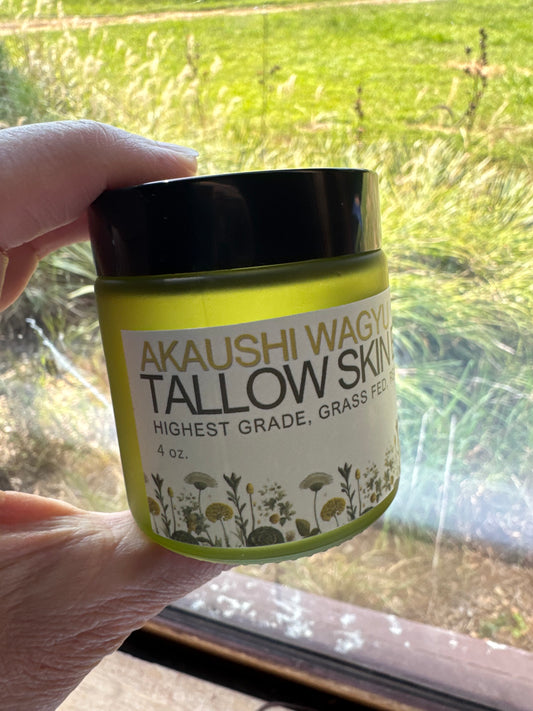 AKAUSHI WAGYU
TALLOW SKIN
HIGHEST GRADE, GRASS FED,
4 oz.